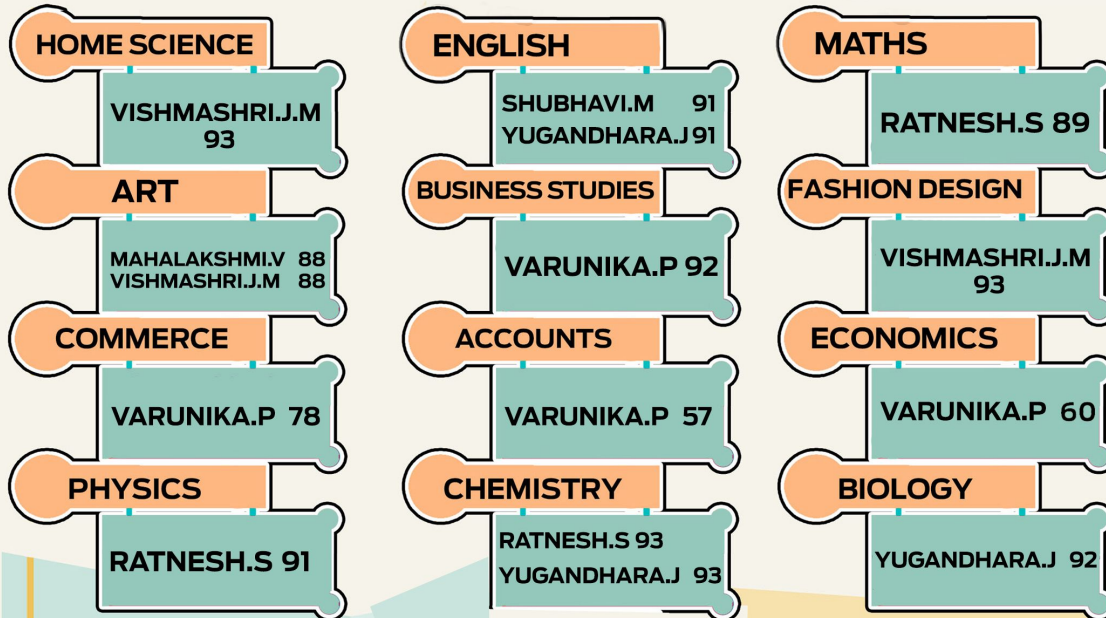 HOME SCIENCE
VISHMASHRI.J.M
93
ENGLISH
SHUBHAVI.M 91
YUGANDHARA.J 91
MATHS
RATNESH.S 89
ART
MAHALAKSHMI.V 88
VISHMASHRI.J.M 88
BUSINESS STUDIES
VARUNIKA.P 92
FASHION DESIGN
VISHMASHRI.J.M
93
COMMERCE
VARUNIKA.P 78
ACCOUNTS
VARUNIKA.P 57
ECONOMICS
VARUNIKA.P 60
PHYSICS
RATNESH.S 91
CHEMISTRY
RATNESH.S 93
YUGANDHARA.J 93
BIOLOGY
YUGANDHARA.J 92